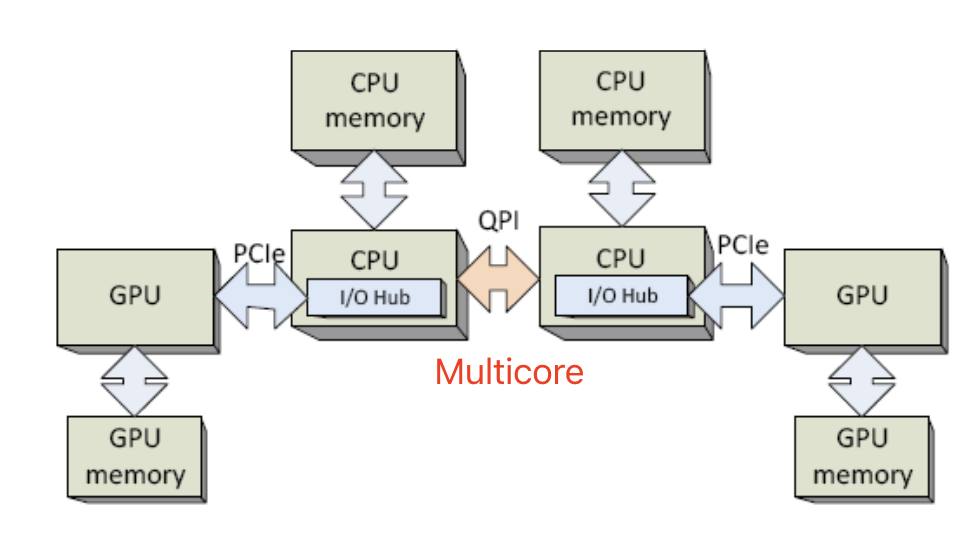 CPU
memory
CPU
memory
QPI
PCIe
CPU
I/O Hub
CPU
I/O Hub
PCIe
GPU
GPU
Multicore
GPU
memory
GPU
memory